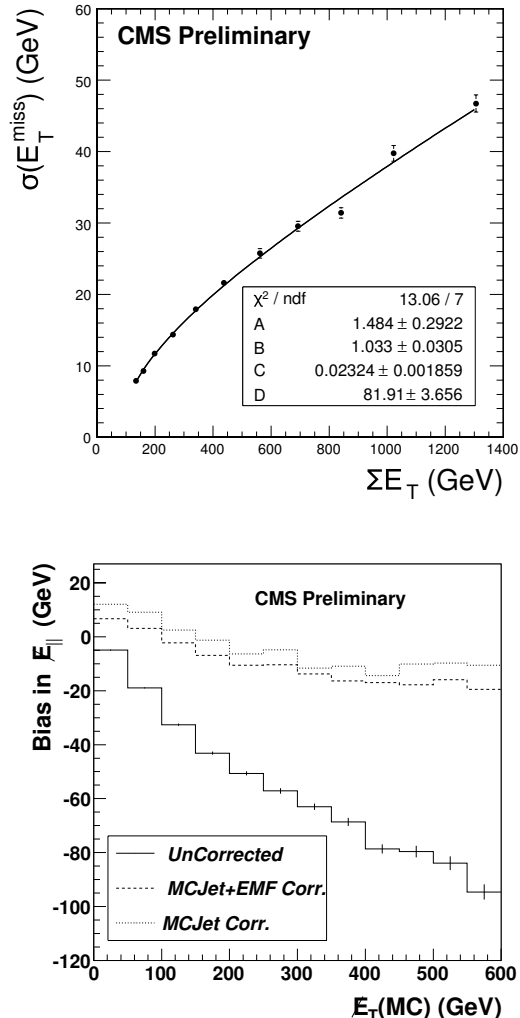 CMS Preliminary
σ(E_T^miss) (GeV)
60
50
40
30
20
10
0
χ² / ndf 13.06 / 7
A 1.484 ± 0.2922
B 1.033 ± 0.0305
C 0.02324 ± 0.001859
D 81.91 ± 3.656
0 200 400 600 800 1000 1200 1400
ΣE_T (GeV)
CMS Preliminary
Bias in E̸_|| (GeV)
20
0
-20
-40
-60
-80
-100
-120
UnCorrected
MCJet+EMF Corr.
MCJet Corr.
0 100 200 300 400 500 600
E̸_T(MC) (GeV)